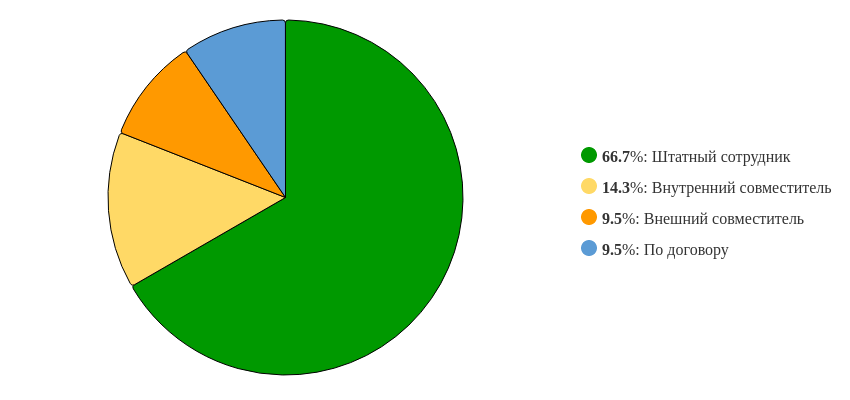 66.7%: Штатный сотрудник
14.3%: Внутренний совместитель
9.5%: Внешний совместитель
9.5%: По договору